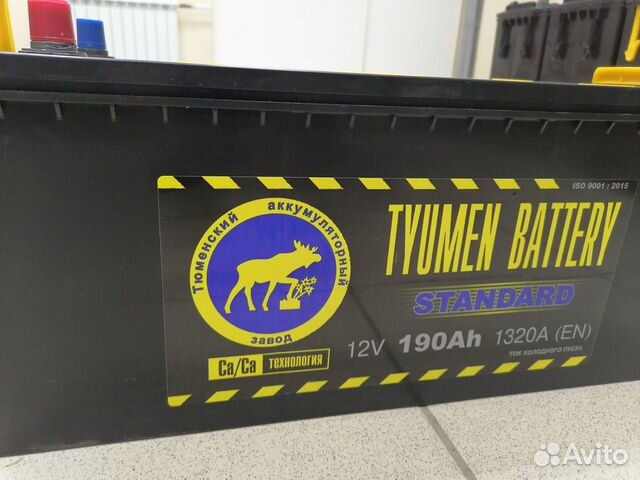 ISO 9001 : 2015
Тюменский аккумуляторный
завод
TYUMEN BATTERY
STANDARD
12V 190Ah 1320A (EN)
ТОК ХОЛОДНОГО ПУСКА
Ca/Ca ТЕХНОЛОГИЯ
Avito